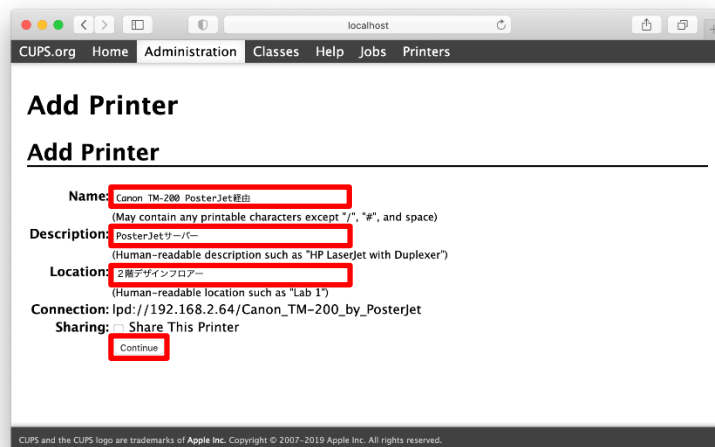 localhost
CUPS.org Home Administration Classes Help Jobs Printers
Add Printer
Add Printer
Name: Canon TM-200 PosterJet経由
(May contain any printable characters except "/", "#", and space)
Description: PosterJetサーバー
(Human-readable description such as "HP LaserJet with Duplexer")
Location: 2階デザインフロアー
(Human-readable location such as "Lab 1")
Connection: lpd://192.168.2.64/Canon_TM-200_by_PosterJet
Sharing: Share This Printer
Continue
CUPS and the CUPS logo are trademarks of Apple Inc. Copyright © 2007-2019 Apple Inc. All rights reserved.